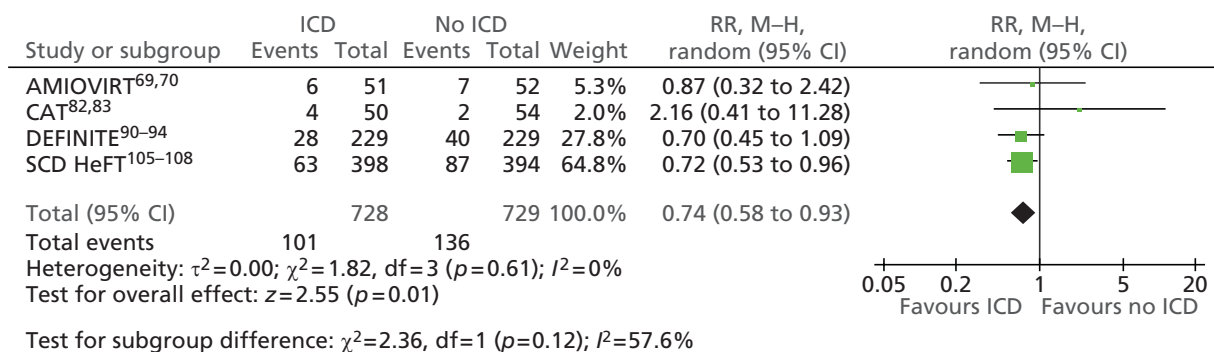 ICD No ICD RR, M–H, RR, M–H,
Study or subgroup Events Total Events Total Weight random (95% CI) random (95% CI)
AMIOVIRT69,70 6 51 7 52 5.3% 0.87 (0.32 to 2.42)
CAT82,83 4 50 2 54 2.0% 2.16 (0.41 to 11.28)
DEFINITE90–94 28 229 40 229 27.8% 0.70 (0.45 to 1.09)
SCD HeFT105–108 63 398 87 394 64.8% 0.72 (0.53 to 0.96)
Total (95% CI) 728 729 100.0% 0.74 (0.58 to 0.93)
Total events 101 136
Heterogeneity: τ2=0.00; χ2=1.82, df=3 (p=0.61); I2=0%
Test for overall effect: z=2.55 (p=0.01)
0.05 0.2 1 5 20
Favours ICD Favours no ICD
Test for subgroup difference: χ2=2.36, df=1 (p=0.12); I2=57.6%